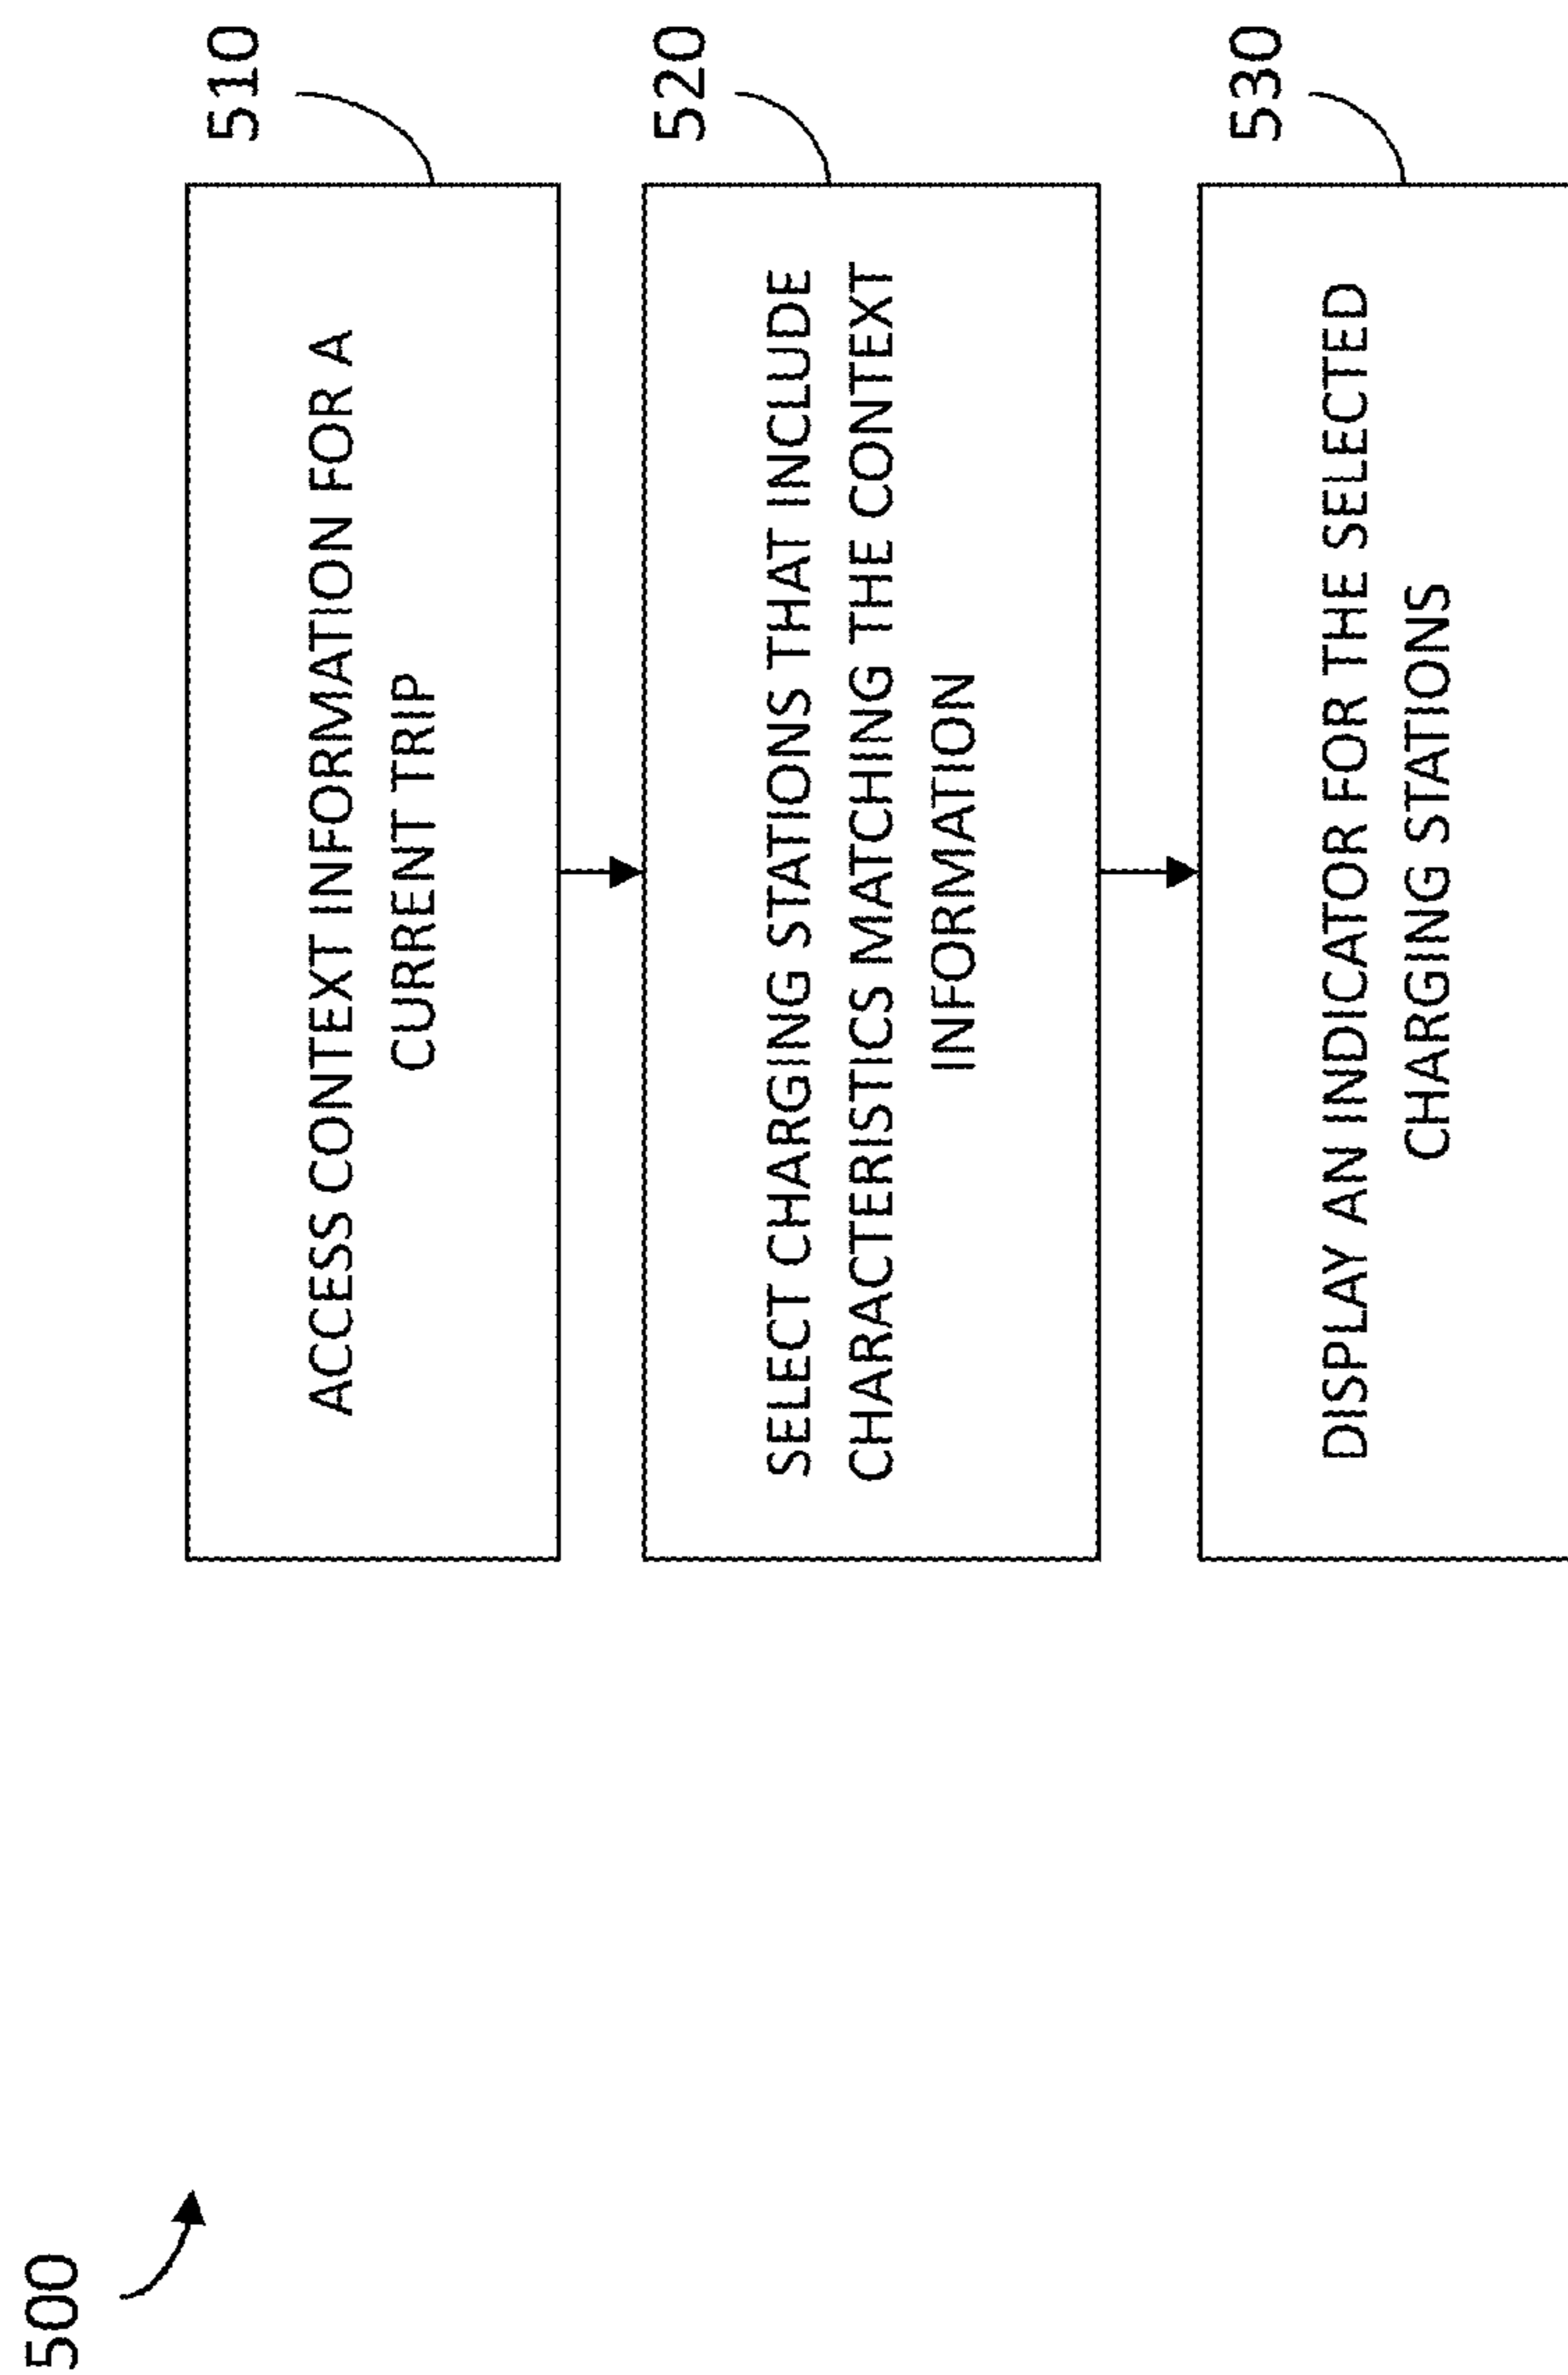 500
510
ACCESS CONTEXT INFORMATION FOR A
CURRENT TRIP
520
SELECT CHARGING STATIONS THAT INCLUDE
CHARACTERISTICS MATCHING THE CONTEXT
INFORMATION
530
DISPLAY AN INDICATOR FOR THE SELECTED
CHARGING STATIONS